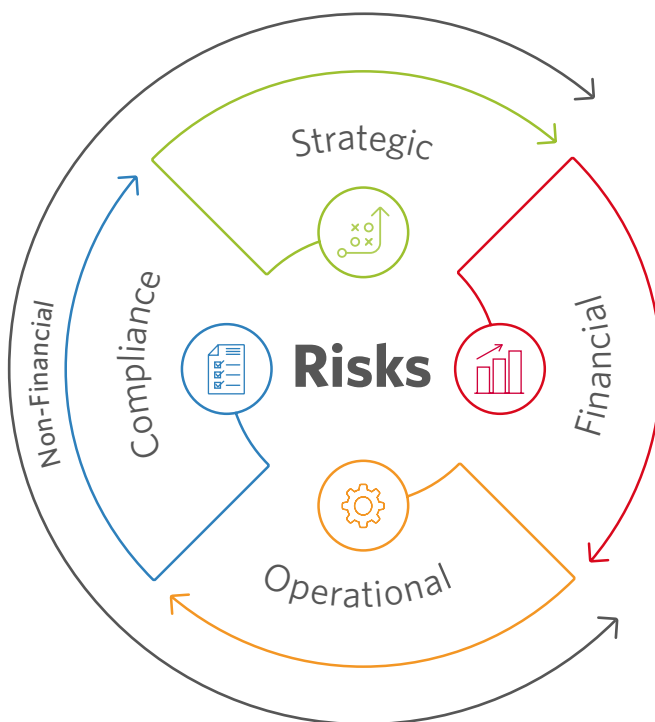 Strategic
Non-Financial
Compliance
Risks
Financial
Operational